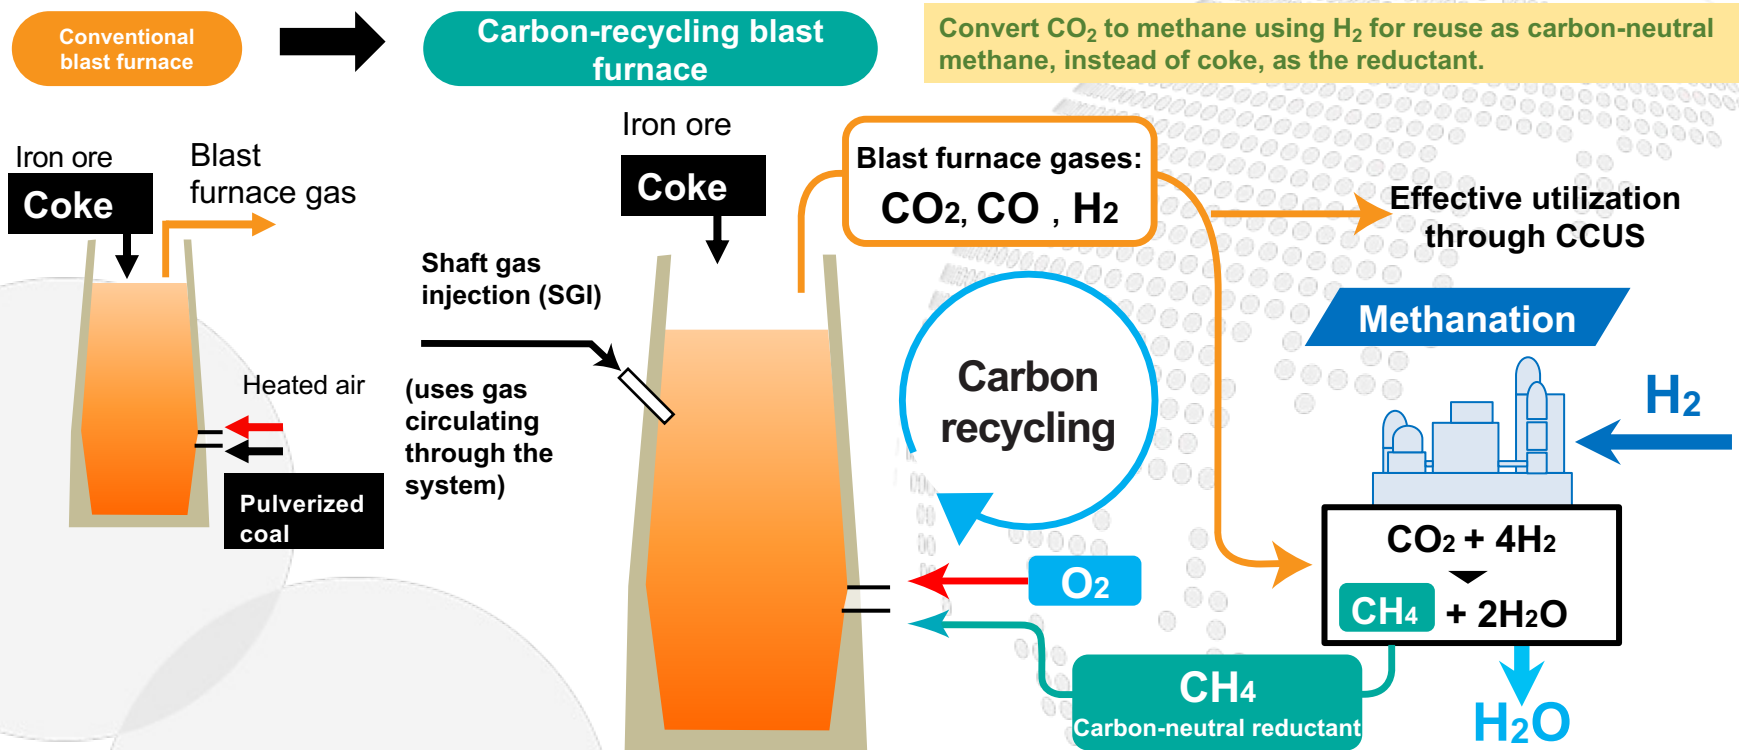 Conventional
blast furnace
Carbon-recycling blast
furnace
Convert CO₂ to methane using H₂ for reuse as carbon-neutral
methane, instead of coke, as the reductant.
Iron ore
Coke
Blast
furnace gas
Heated air
Pulverized
coal
Iron ore
Coke
Shaft gas
injection (SGI)
(uses gas
circulating
through the
system)
Blast furnace gases:
CO₂, CO , H₂
Effective utilization
through CCUS
Carbon
recycling
Methanation
H₂
O₂
CO₂ + 4H₂
CH₄ + 2H₂O
CH₄
Carbon-neutral reductant
H₂O